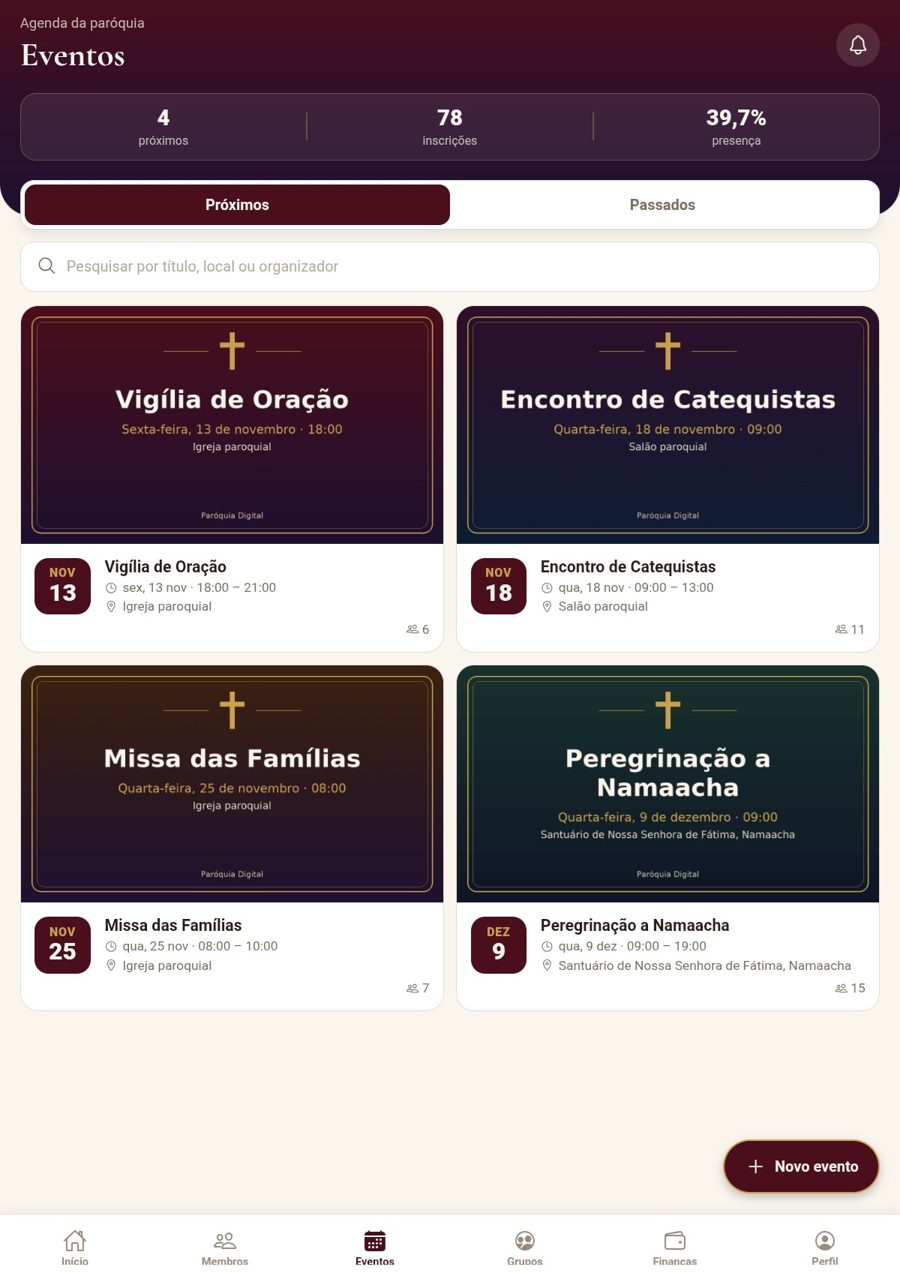 Agenda da paróquia
Eventos
4
próximos
78
inscrições
39,7%
presença
Próximos
Passados
Pesquisar por título, local ou organizador
Vigília de Oração
Sexta-feira, 13 de novembro · 18:00
Igreja paroquial
Paróquia Digital
NOV
13
Vigília de Oração
sex, 13 nov · 18:00 – 21:00
Igreja paroquial
6
Encontro de Catequistas
Quarta-feira, 18 de novembro · 09:00
Salão paroquial
Paróquia Digital
NOV
18
Encontro de Catequistas
qua, 18 nov · 09:00 – 13:00
Salão paroquial
11
Missa das Famílias
Quarta-feira, 25 de novembro · 08:00
Igreja paroquial
Paróquia Digital
NOV
25
Missa das Famílias
qua, 25 nov · 08:00 – 10:00
Igreja paroquial
7
Peregrinação a
Namaacha
Quarta-feira, 9 de dezembro · 09:00
Santuário de Nossa Senhora de Fátima, Namaacha
Paróquia Digital
DEZ
9
Peregrinação a Namaacha
qua, 9 dez · 09:00 – 19:00
Santuário de Nossa Senhora de Fátima, Namaacha
15
Novo evento
Início
Membros
Eventos
Grupos
Finanças
Perfil